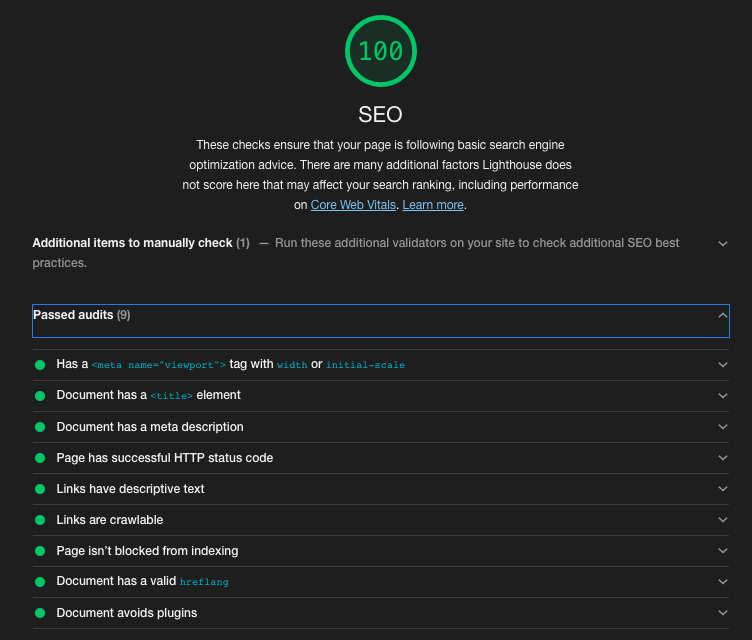 100
SEO
These checks ensure that your page is following basic search engine
optimization advice. There are many additional factors Lighthouse does
not score here that may affect your search ranking, including performance
on Core Web Vitals. Learn more.
Additional items to manually check (1) — Run these additional validators on your site to check additional SEO best
practices.
Passed audits (9)
Has a <meta name="viewport"> tag with width or initial-scale
Document has a <title> element
Document has a meta description
Page has successful HTTP status code
Links have descriptive text
Links are crawlable
Page isn’t blocked from indexing
Document has a valid hreflang
Document avoids plugins